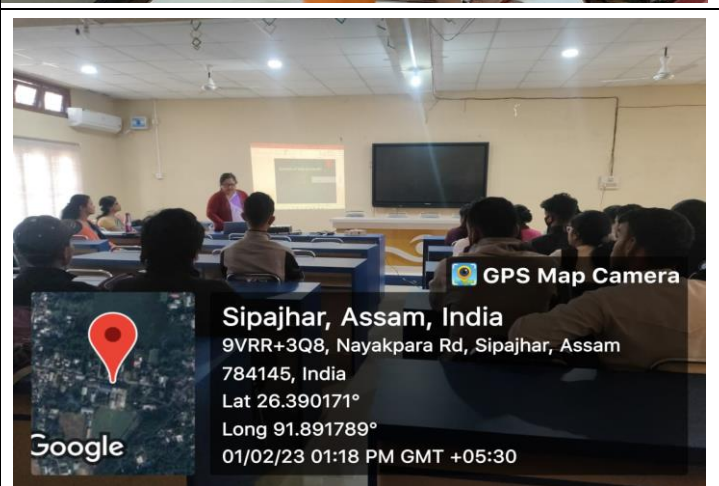 GPS Map Camera
Sipajhar, Assam, India
9VRR+3Q8, Nayakpara Rd, Sipajhar, Assam
784145, India
Lat 26.390171°
Long 91.891789°
01/02/23 01:18 PM GMT +05:30
Google